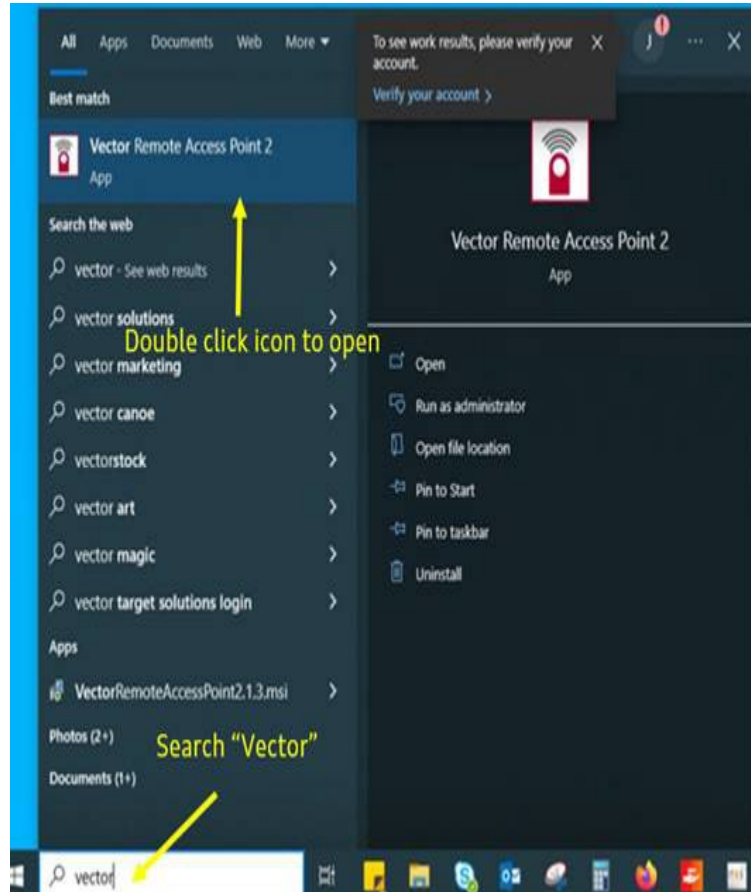 All Apps Documents Web More
To see work results, please verify your
account.
Verify your account >
J
Best match
Vector Remote Access Point 2
App
Search the web
vector - See web results
vector solutions
Double click icon to open
vector marketing
vector canoe
vectorstock
vector art
vector magic
vector target solutions login
Apps
VectorRemoteAccessPoint2.1.3.msi
Photos (2+)
Search “Vector”
Documents (1+)
vector
Vector Remote Access Point 2
App
Open
Run as administrator
Open file location
Pin to Start
Pin to taskbar
Uninstall